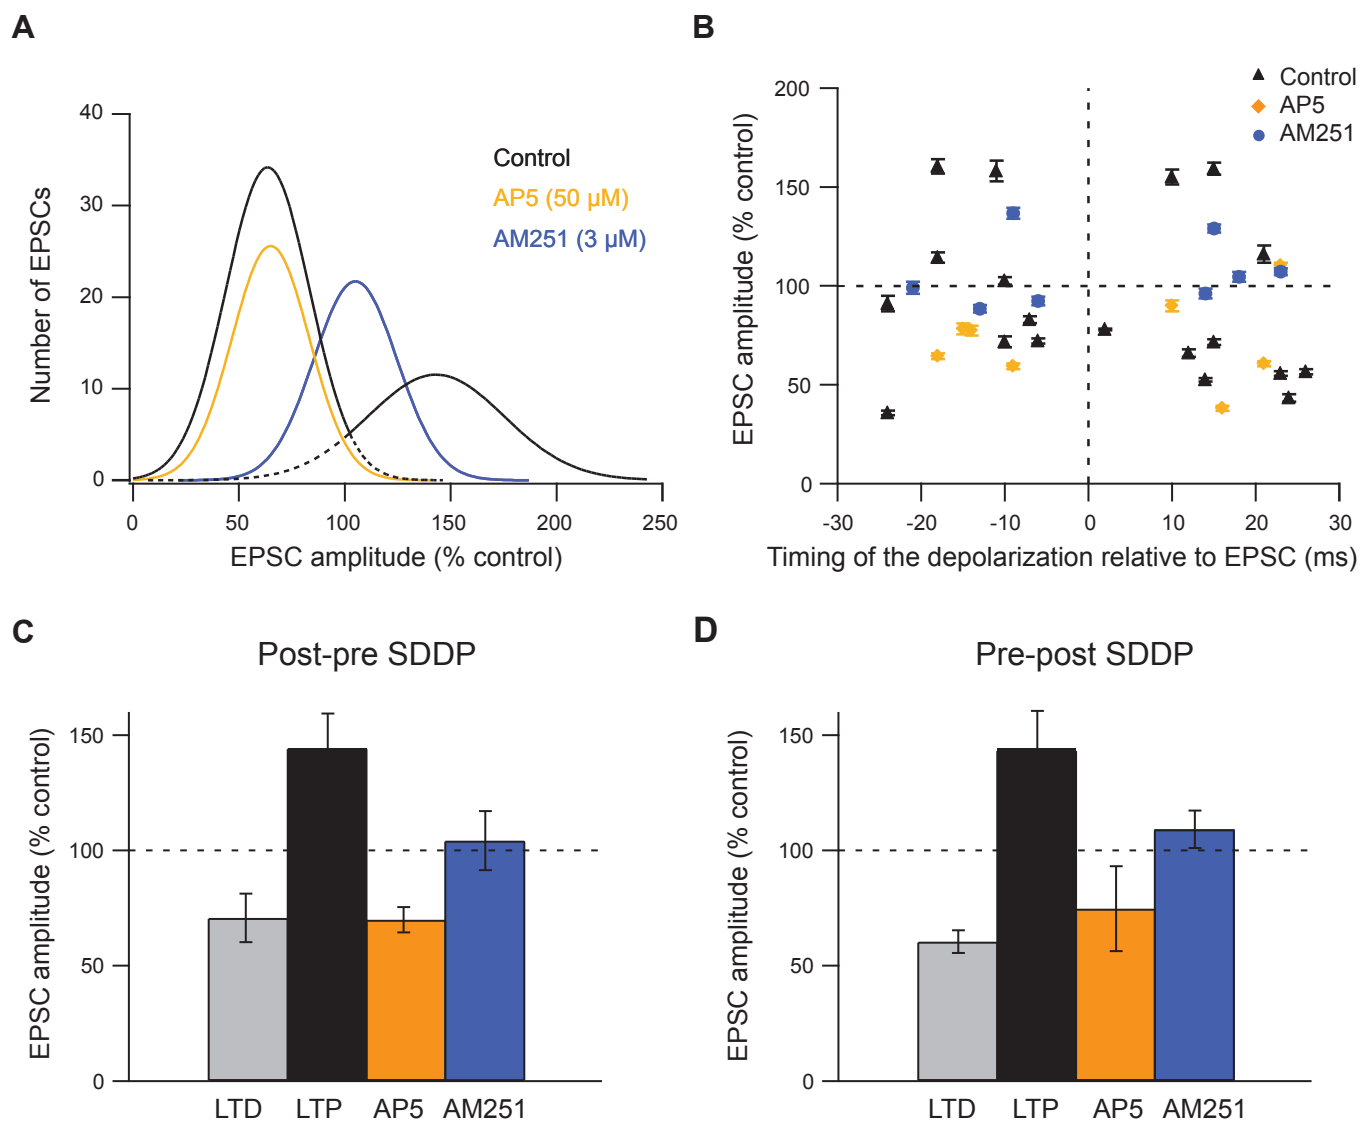 A
Number of EPSCs
40
30
20
10
0
Control
AP5 (50 µM)
AM251 (3 µM)
0 50 100 150 200 250
EPSC amplitude (% control)
B
EPSC amplitude (% control)
200
150
100
50
0
Control
AP5
AM251
-30 -20 -10 0 10 20 30
Timing of the depolarization relative to EPSC (ms)
C
Post-pre SDDP
EPSC amplitude (% control)
150
100
50
0
LTD LTP AP5 AM251
D
Pre-post SDDP
EPSC amplitude (% control)
150
100
50
0
LTD LTP AP5 AM251